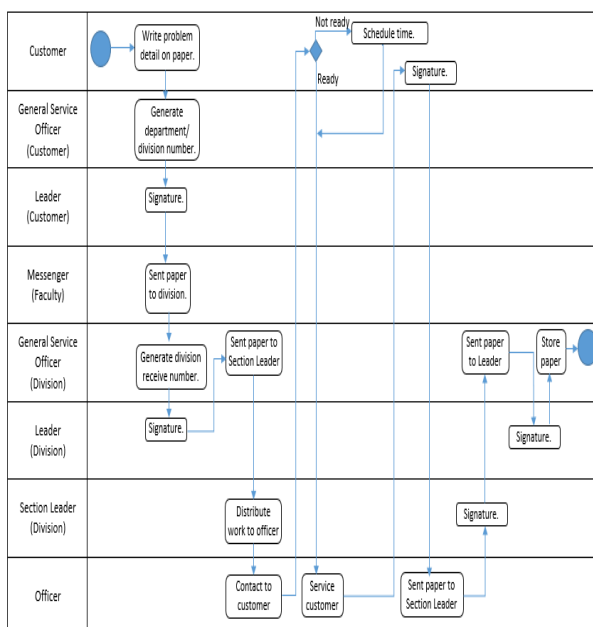 Customer
Write problem
detail on paper.
Not ready
Schedule time.
Ready
Signature.
General Service
Officer
(Customer)
Generate
department/
division number.
Leader
(Customer)
Signature.
Messenger
(Faculty)
Sent paper
to division.
General Service
Officer
(Division)
Generate division
receive number.
Sent paper to
Section Leader
Sent paper
to Leader
Store
paper
Leader
(Division)
Signature.
Signature.
Section Leader
(Division)
Distribute
work to officer
Signature.
Officer
Contact to
customer
Service
customer
Sent paper to
Section Leader